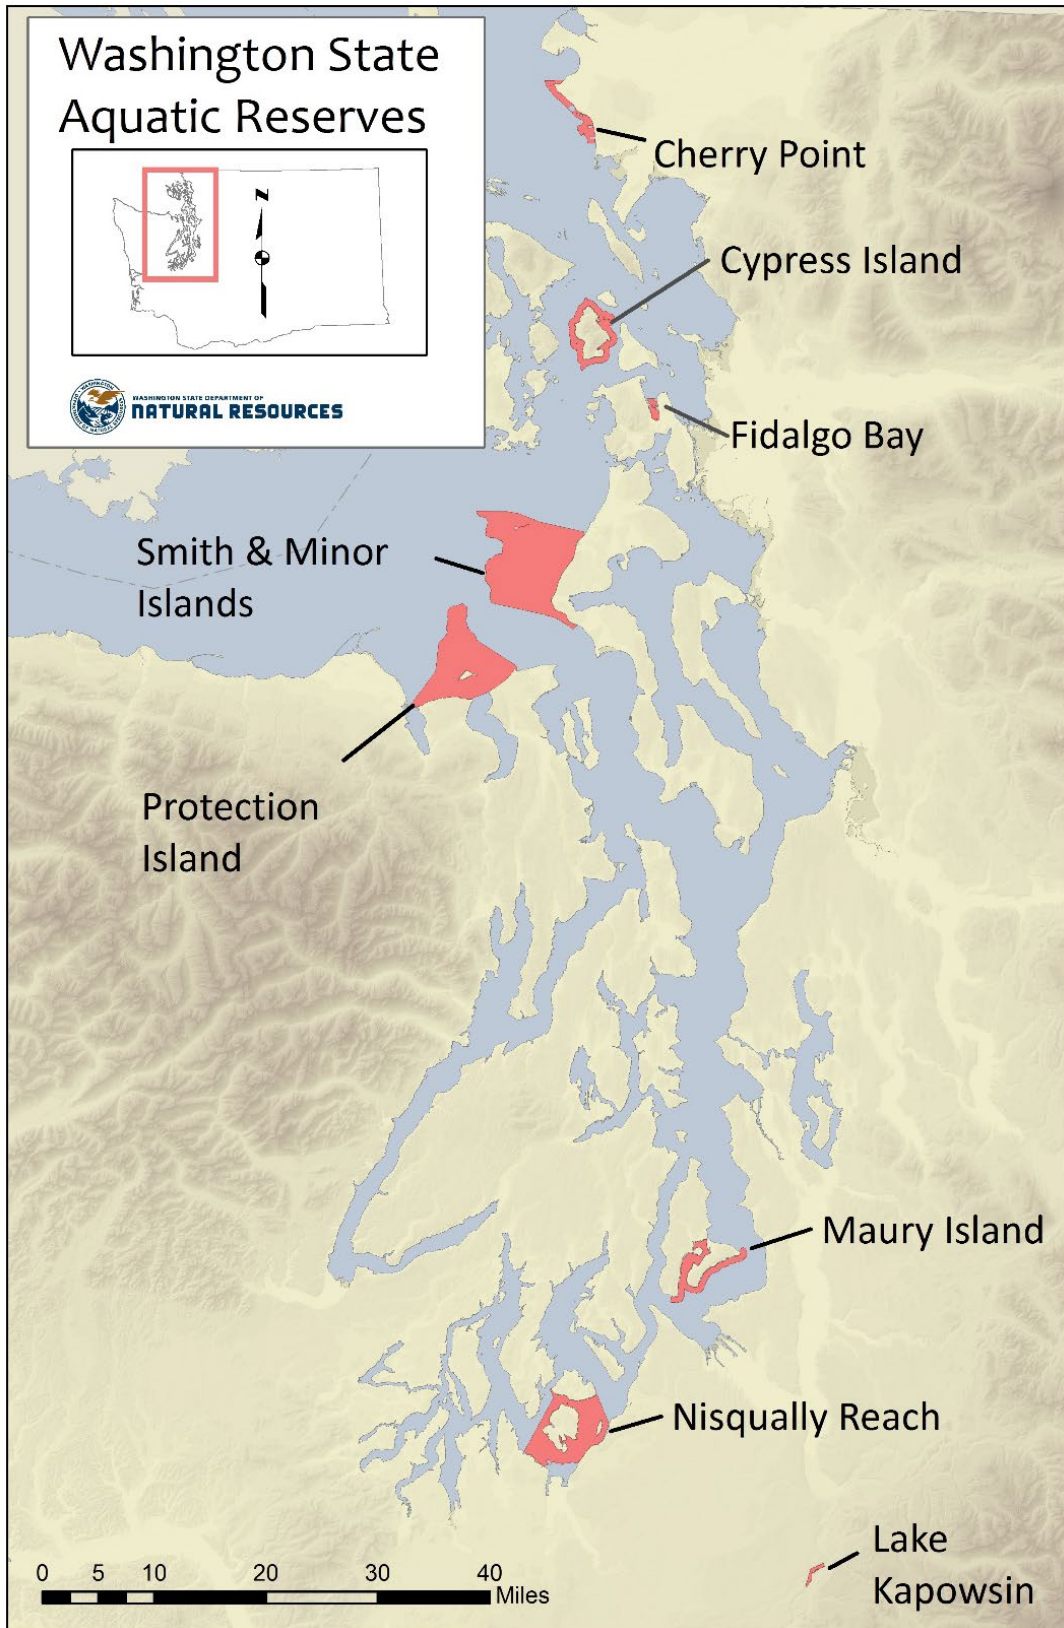 Washington State
Aquatic Reserves
N
WASHINGTON STATE DEPARTMENT OF
NATURAL RESOURCES
Cherry Point
Cypress Island
Fidalgo Bay
Smith & Minor
Islands
Protection
Island
Maury Island
Nisqually Reach
Lake
Kapowsin
0 5 10 20 30 40
Miles